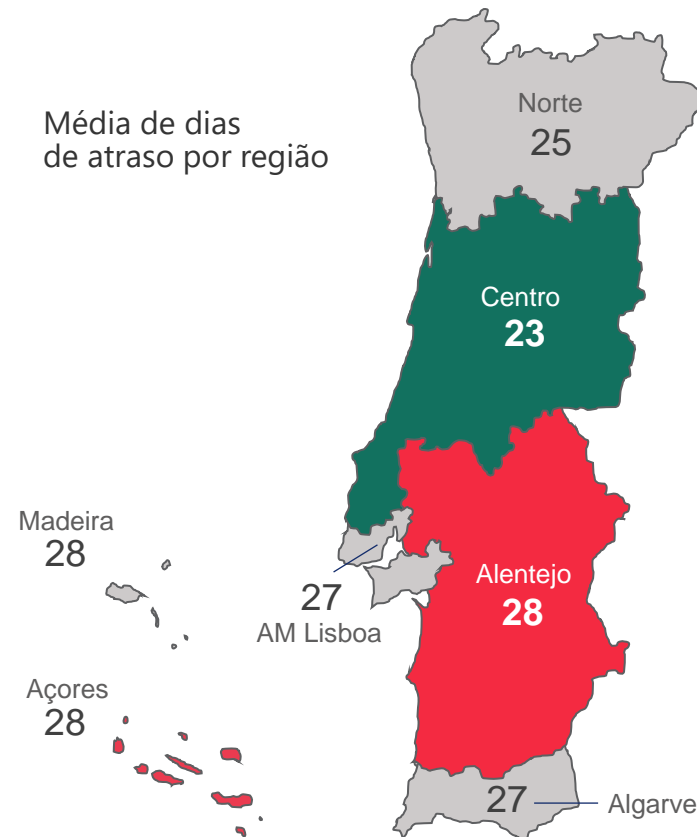 Média de dias
de atraso por região
Norte
25
Centro
23
Madeira
28
Alentejo
28
27
AM Lisboa
Açores
28
27
Algarve